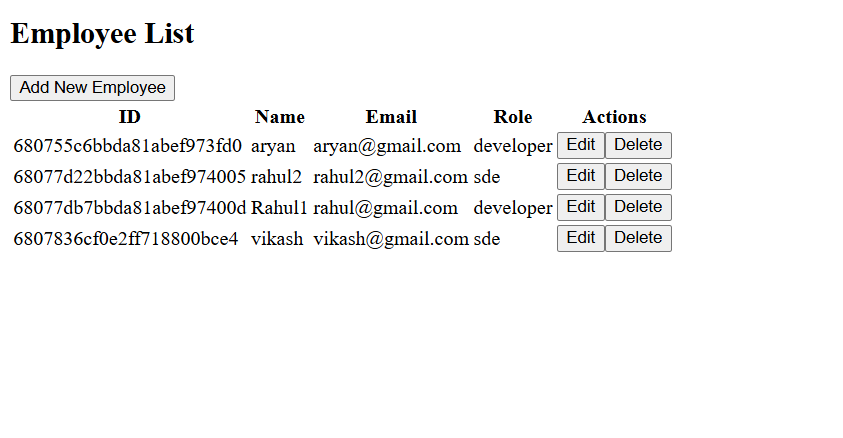 Employee List
Add New Employee
ID Name Email Role Actions
680755c6bbda81abef973fd0 aryan aryan@gmail.com developer Edit Delete
68077d22bbda81abef974005 rahul2 rahul2@gmail.com sde Edit Delete
68077db7bbda81abef97400d Rahul1 rahul@gmail.com developer Edit Delete
6807836cf0e2ff718800bce4 vikash vikash@gmail.com sde Edit Delete